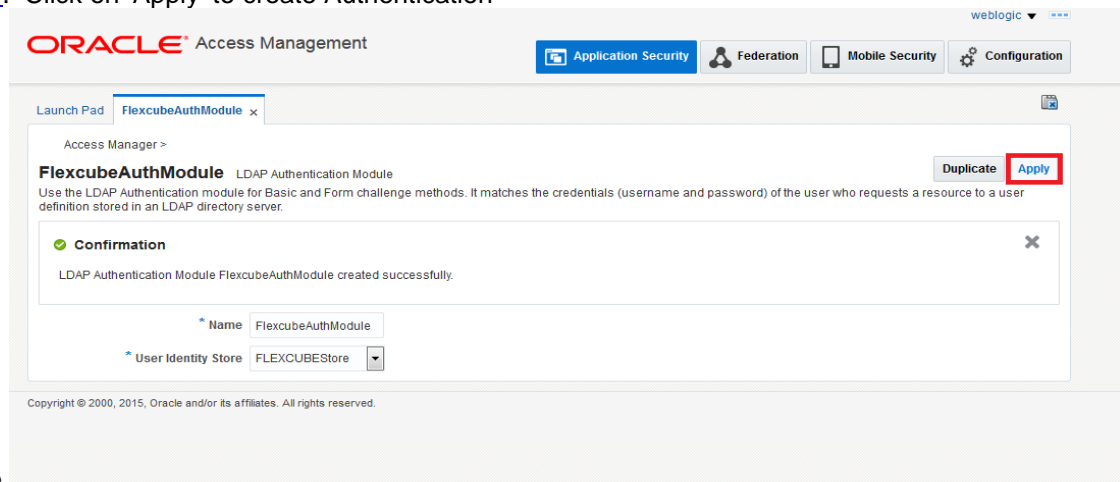 Click on 'Apply' to create Authentication
weblogic
ORACLE® Access Management
Application Security Federation Mobile Security Configuration
Launch Pad FlexcubeAuthModule x
Access Manager >
FlexcubeAuthModule LDAP Authentication Module
Duplicate Apply
Use the LDAP Authentication module for Basic and Form challenge methods. It matches the credentials (username and password) of the user who requests a resource to a user
definition stored in an LDAP directory server.
Confirmation
LDAP Authentication Module FlexcubeAuthModule created successfully.
* Name FlexcubeAuthModule
* User Identity Store FLEXCUBEStore
Copyright © 2000, 2015, Oracle and/or its affiliates. All rights reserved.